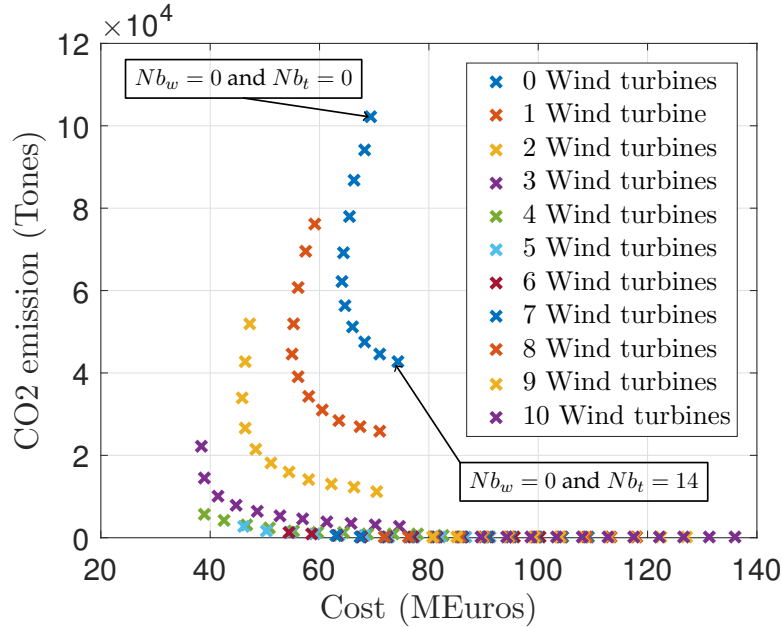 ×10⁴
12
10
8
6
4
2
0
CO2 emission (Tones)
20
40
60
80
100
120
140
Cost (MEuros)
Nb_w = 0 and Nb_t = 0
Nb_w = 0 and Nb_t = 14
0 Wind turbines
1 Wind turbine
2 Wind turbines
3 Wind turbines
4 Wind turbines
5 Wind turbines
6 Wind turbines
7 Wind turbines
8 Wind turbines
9 Wind turbines
10 Wind turbines